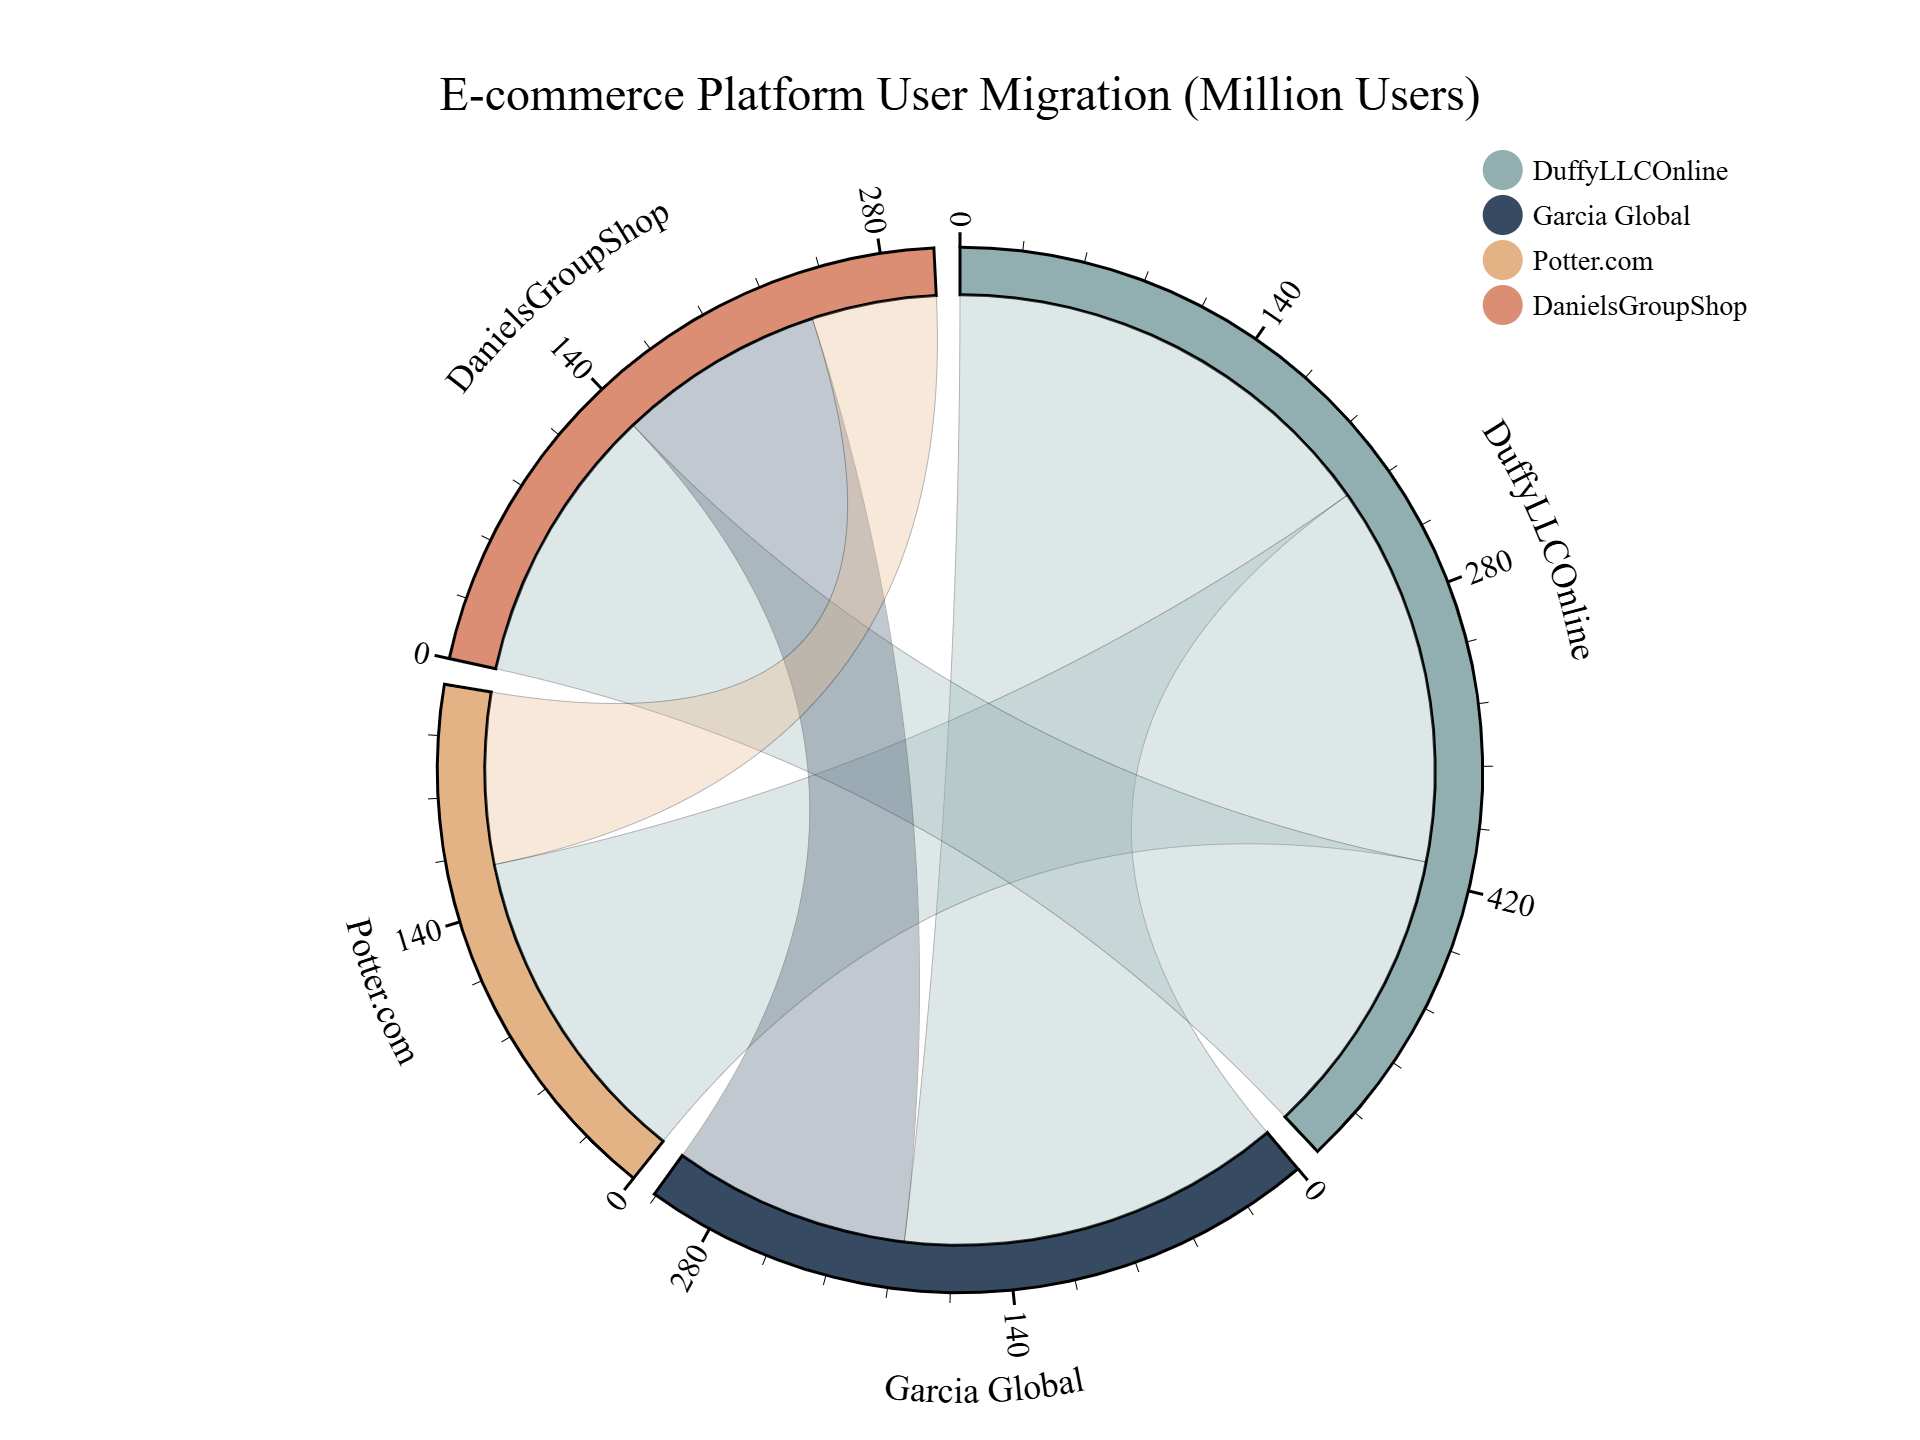 E-commerce Platform User Migration (Million Users)
DuffyLLCOnline
Garcia Global
Potter.com
DanielsGroupShop
0
140
280
420
DuffyLLCOnline
0
140
280
Garcia Global
0
140
Potter.com
0
140
280
DanielsGroupShop